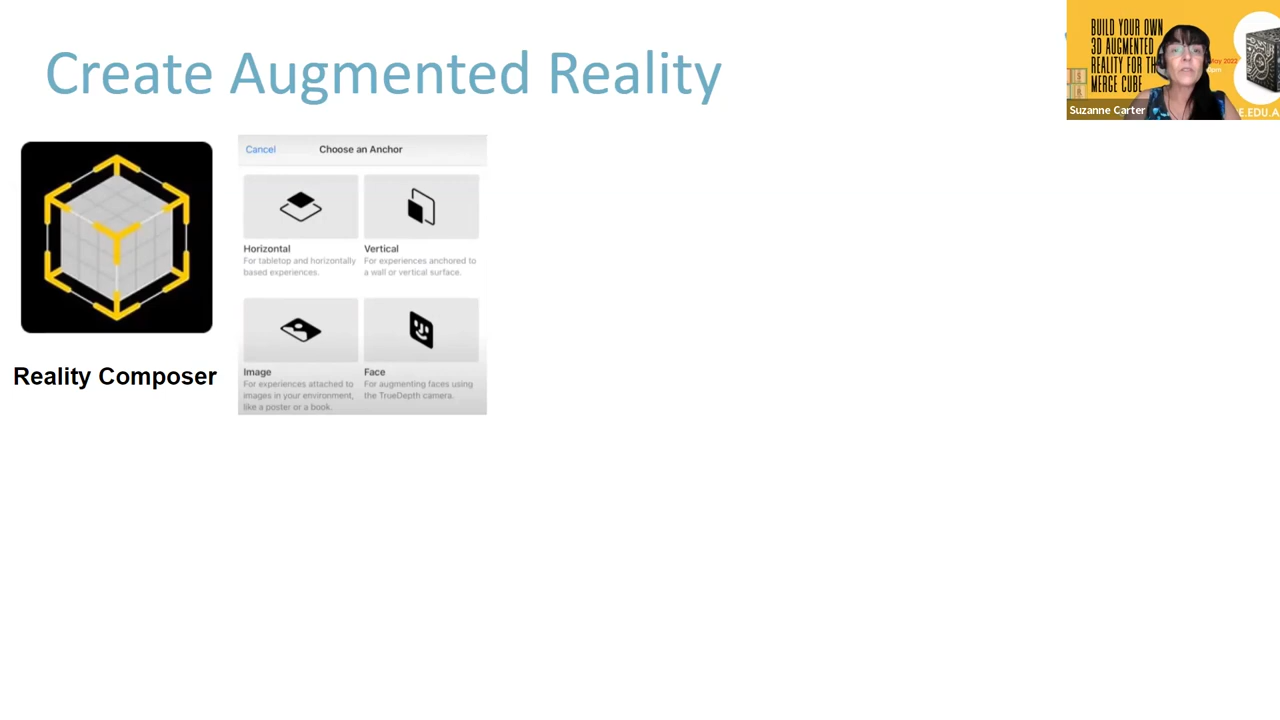 Create Augmented Reality
BUILD YOUR OWN
3D AUGMENTED
REALITY FOR
MERGE CUBE
2022
Suzanne Carter
E.EDU.A
Cancel
Choose an Anchor
Horizontal
For tabletop and horizontally
based experiences.
Vertical
For experiences anchored to
a wall or vertical surface.
Image
For experiences attached to
images in your environment,
like a poster or a book.
Face
For augmenting faces using
the TrueDepth camera.
Reality Composer